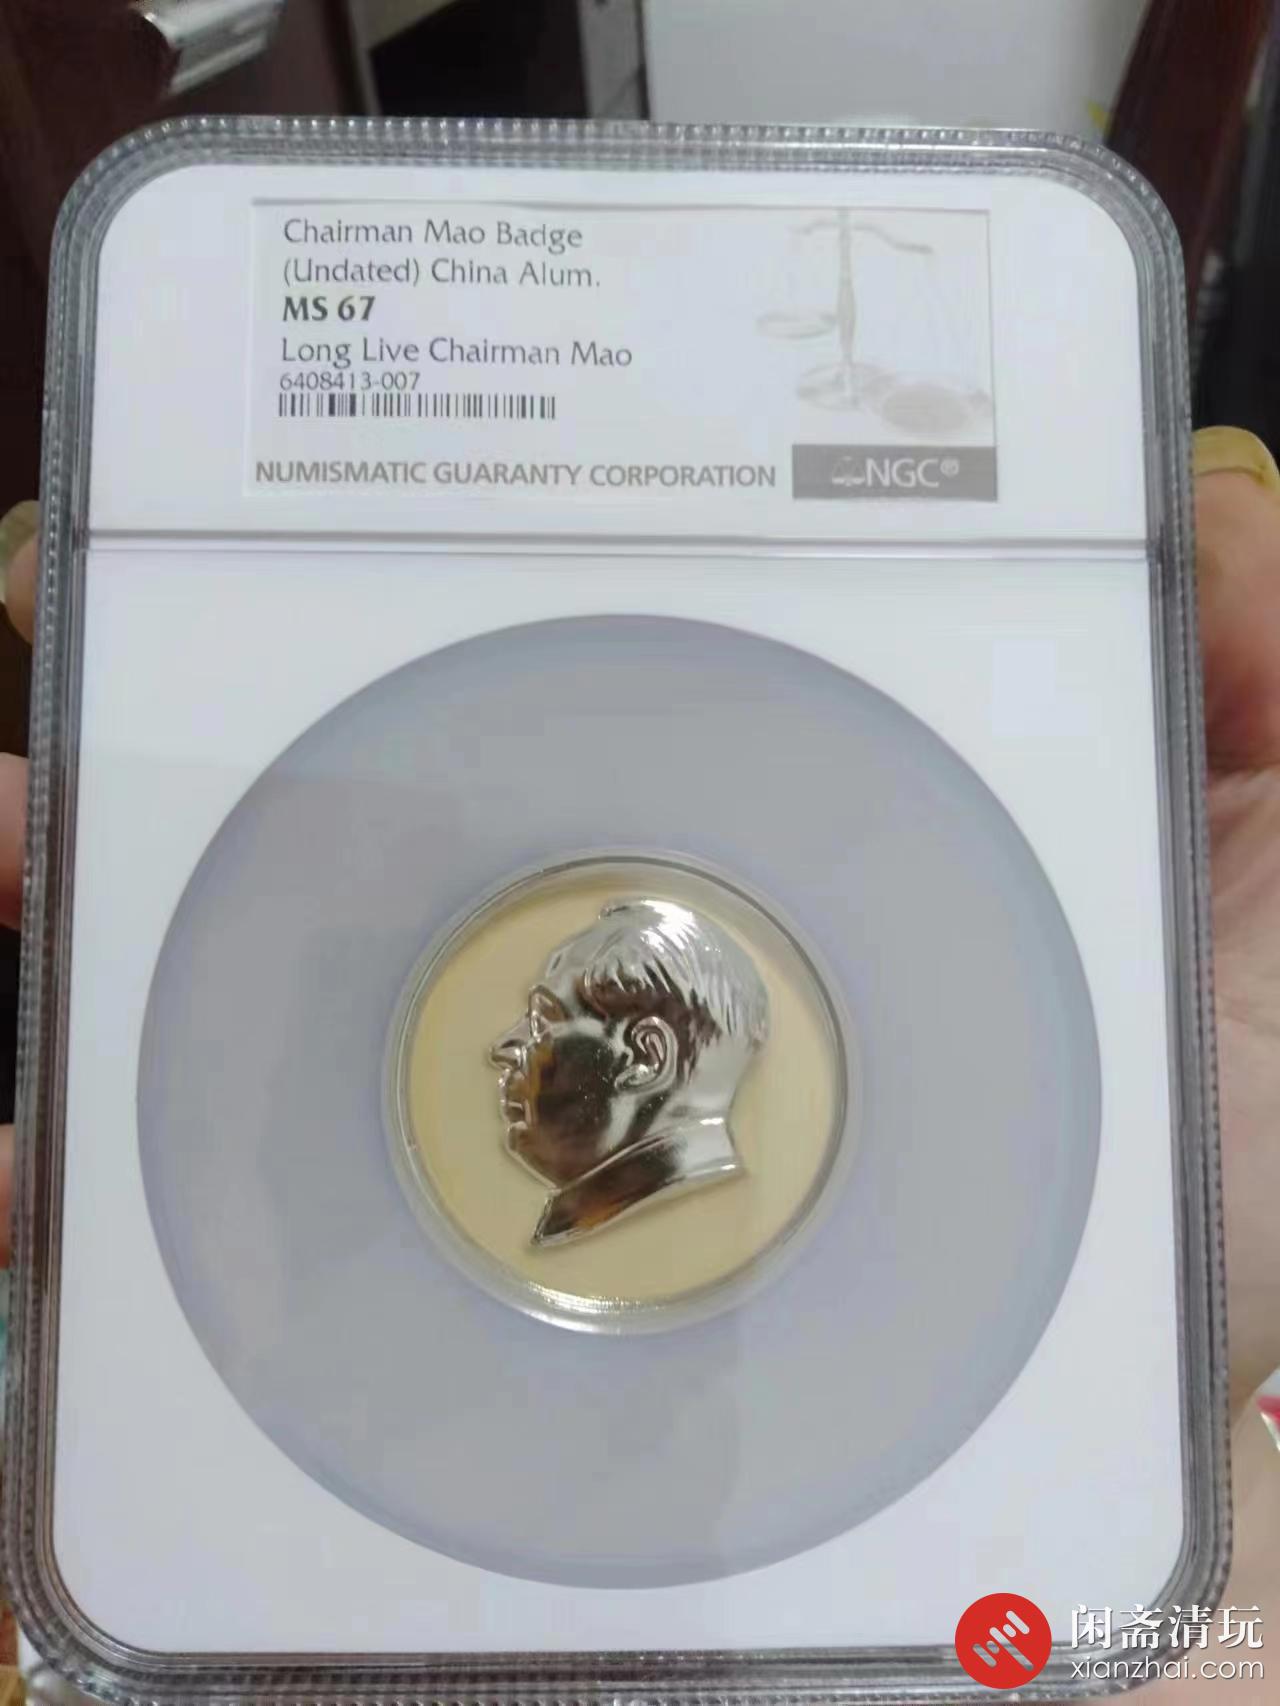 Chairman Mao Badge
(Undated) China Alum.
MS 67
Long Live Chairman Mao
6408413-007
NUMISMATIC GUARANTY CORPORATION
NGC®
闲斋清玩
xianzhai.com